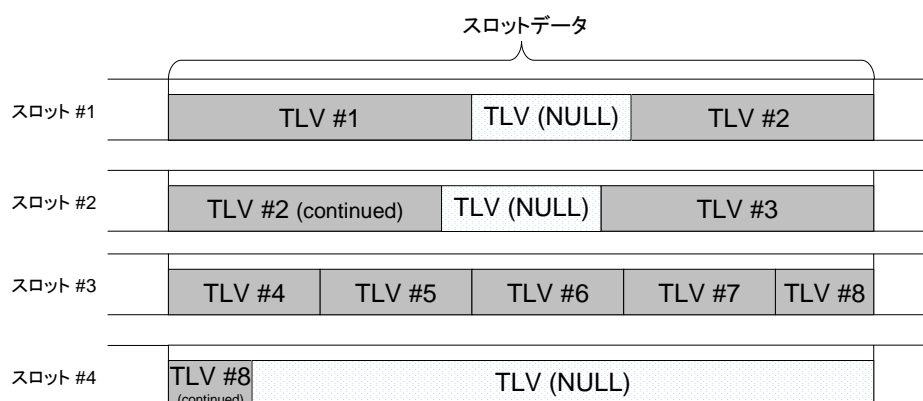 スロットデータ
スロット #1
TLV #1
TLV (NULL)
TLV #2
スロット #2
TLV #2 (continued)
TLV (NULL)
TLV #3
スロット #3
TLV #4
TLV #5
TLV #6
TLV #7
TLV #8
スロット #4
TLV #8
(continued)
TLV (NULL)